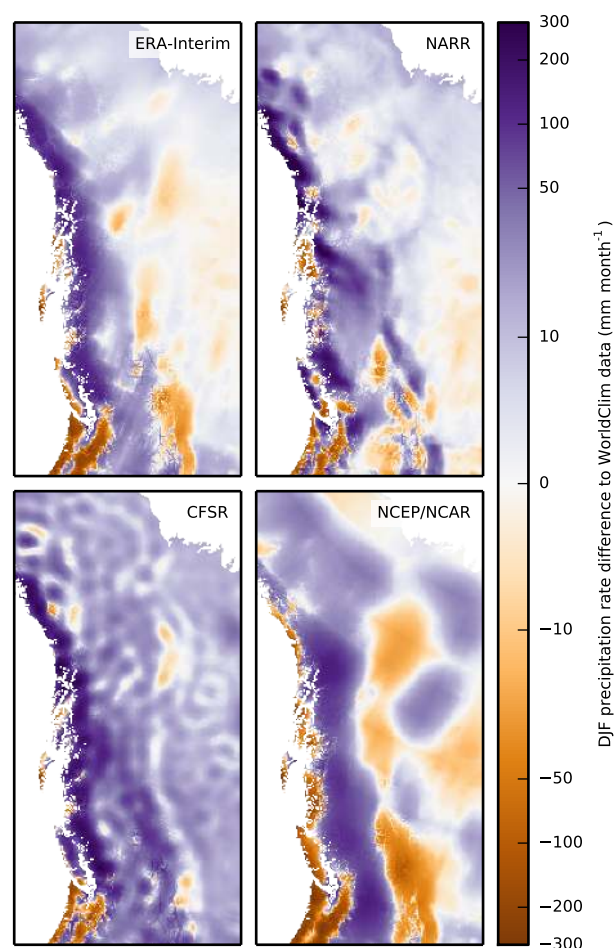 ERA-Interim
NARR
CFSR
NCEP/NCAR
300
200
100
50
10
0
−10
−50
−100
−200
−300
DJF precipitation rate difference to WorldClim data (mm month⁻¹)